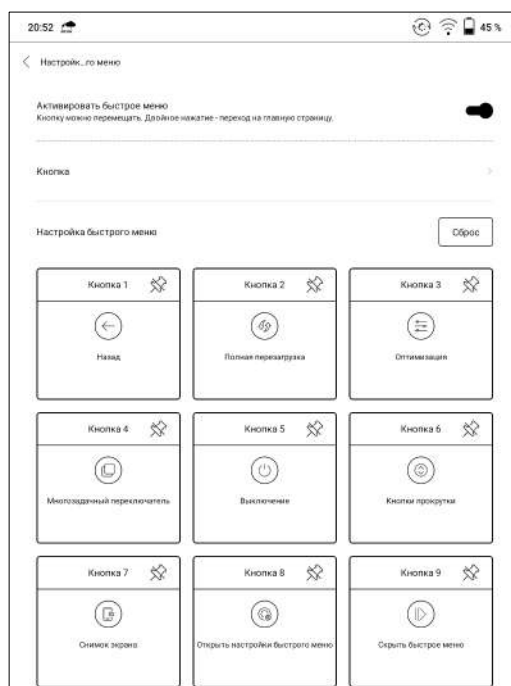 20:52
45 %
Настройк...го меню
Активировать быстрое меню
Кнопку можно перемещать. Двойное нажатие - переход на главную страницу.
Кнопка
Настройка быстрого меню
Сброс
Кнопка 1
Кнопка 2
Кнопка 3
Назад
Полная перезагрузка
Оптимизация
Кнопка 4
Кнопка 5
Кнопка 6
Многозадачный переключатель
Выключение
Кнопки прокрутки
Кнопка 7
Кнопка 8
Кнопка 9
Снимок экрана
Открыть настройки быстрого меню
Скрыть быстрое меню